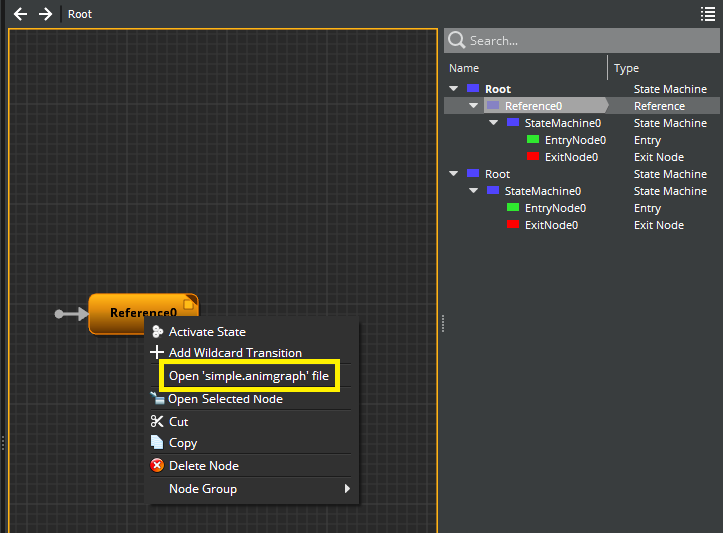 Root
Search...
Name Type
Root State Machine
Reference0 Reference
StateMachine0 State Machine
EntryNode0 Entry
ExitNode0 Exit Node
Root State Machine
StateMachine0 State Machine
EntryNode0 Entry
ExitNode0 Exit Node
Reference0
Activate State
Add Wildcard Transition
Open 'simple.animgraph' file
Open Selected Node
Cut
Copy
Delete Node
Node Group